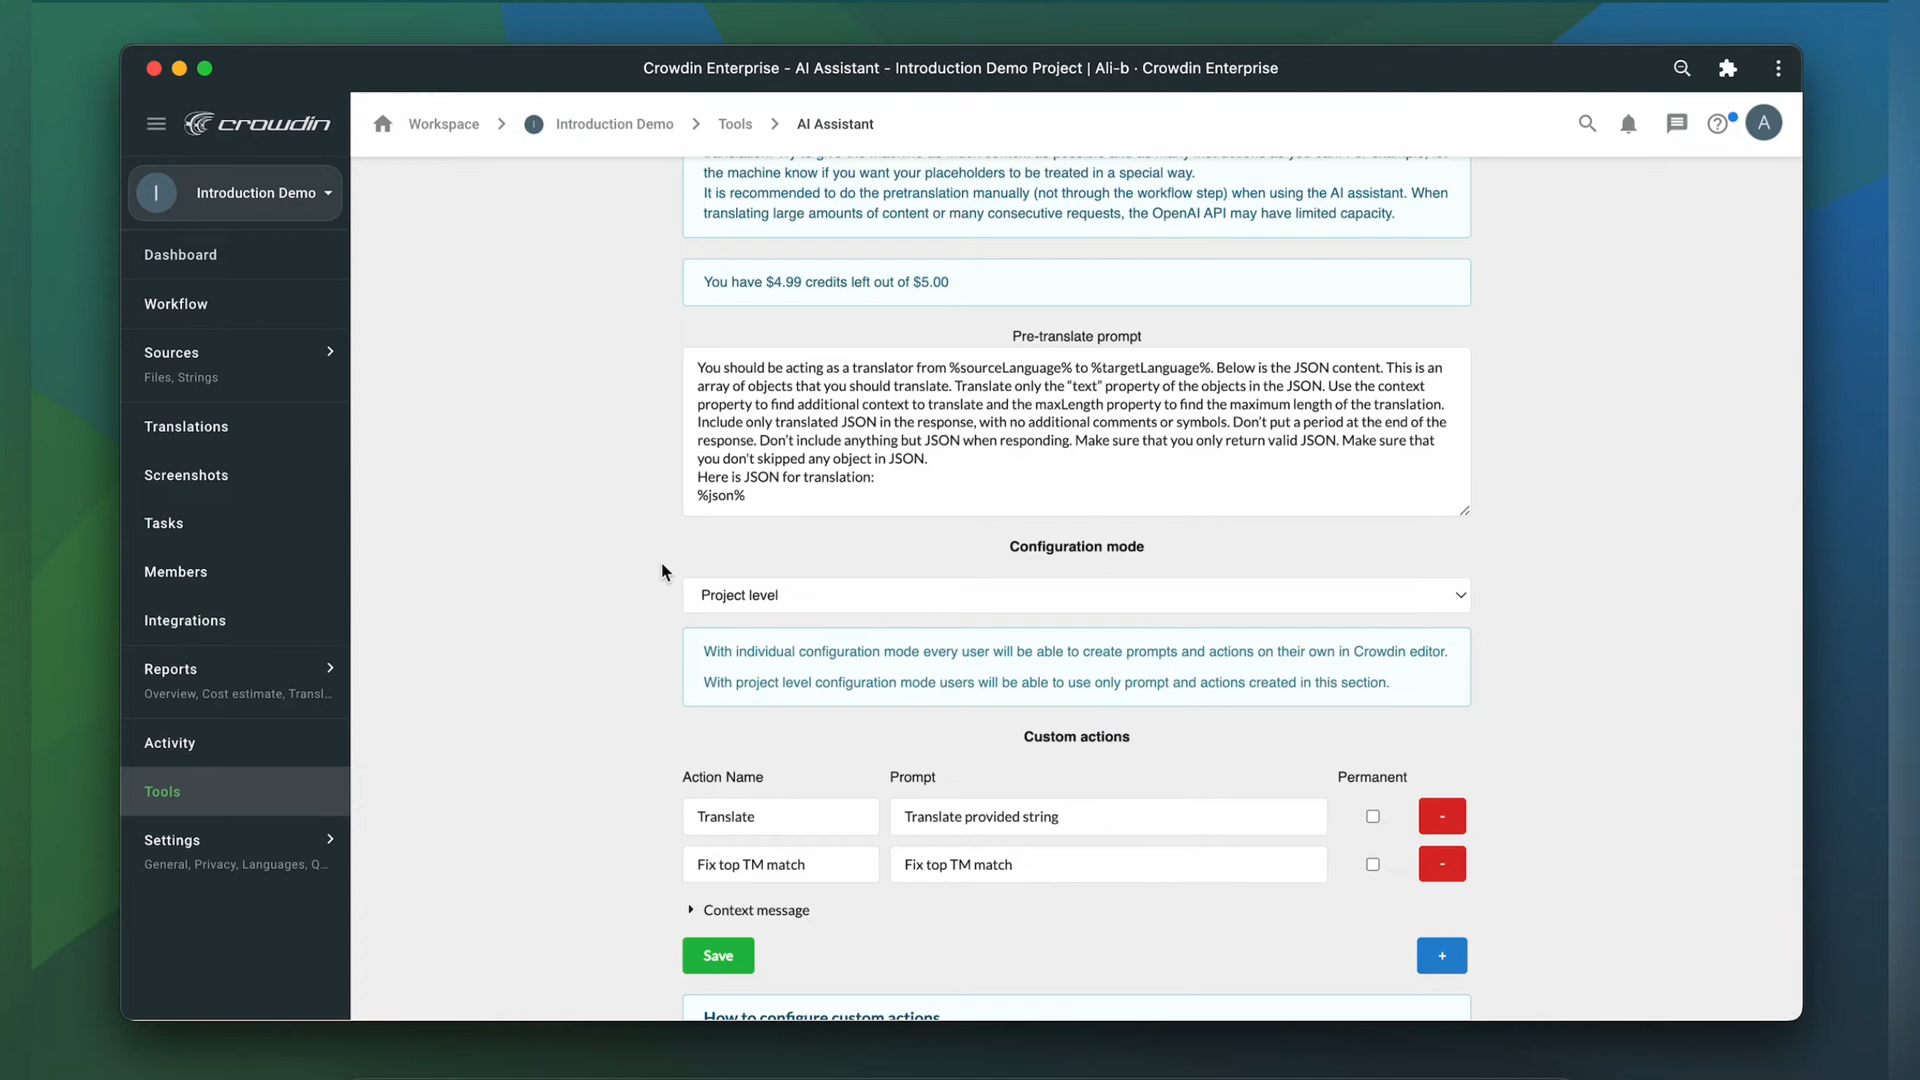 Crowdin Enterprise - AI Assistant - Introduction Demo Project | Ali-b · Crowdin Enterprise
crowdin
Workspace
I
Introduction Demo
Tools
AI Assistant
A
I
Introduction Demo
Dashboard
Workflow
Sources
Files, Strings
Translations
Screenshots
Tasks
Members
Integrations
Reports
Overview, Cost estimate, Transl...
Activity
Tools
Settings
General, Privacy, Languages, Q...
the machine know if you want your placeholders to be treated in a special way.
It is recommended to do the pretranslation manually (not through the workflow step) when using the AI assistant. When
translating large amounts of content or many consecutive requests, the OpenAI API may have limited capacity.
You have $4.99 credits left out of $5.00
Pre-translate prompt
You should be acting as a translator from %sourceLanguage% to %targetLanguage%. Below is the JSON content. This is an
array of objects that you should translate. Translate only the “text” property of the objects in the JSON. Use the context
property to find additional context to translate and the maxLength property to find the maximum length of the translation.
Include only translated JSON in the response, with no additional comments or symbols. Don’t put a period at the end of the
response. Don’t include anything but JSON when responding. Make sure that you only return valid JSON. Make sure that
you don't skipped any object in JSON.
Here is JSON for translation:
%json%
Configuration mode
Project level
With individual configuration mode every user will be able to create prompts and actions on their own in Crowdin editor.
With project level configuration mode users will be able to use only prompt and actions created in this section.
Custom actions
Action Name
Prompt
Permanent
Translate
Translate provided string
-
Fix top TM match
Fix top TM match
-
Context message
Save
+
How to configure custom actions